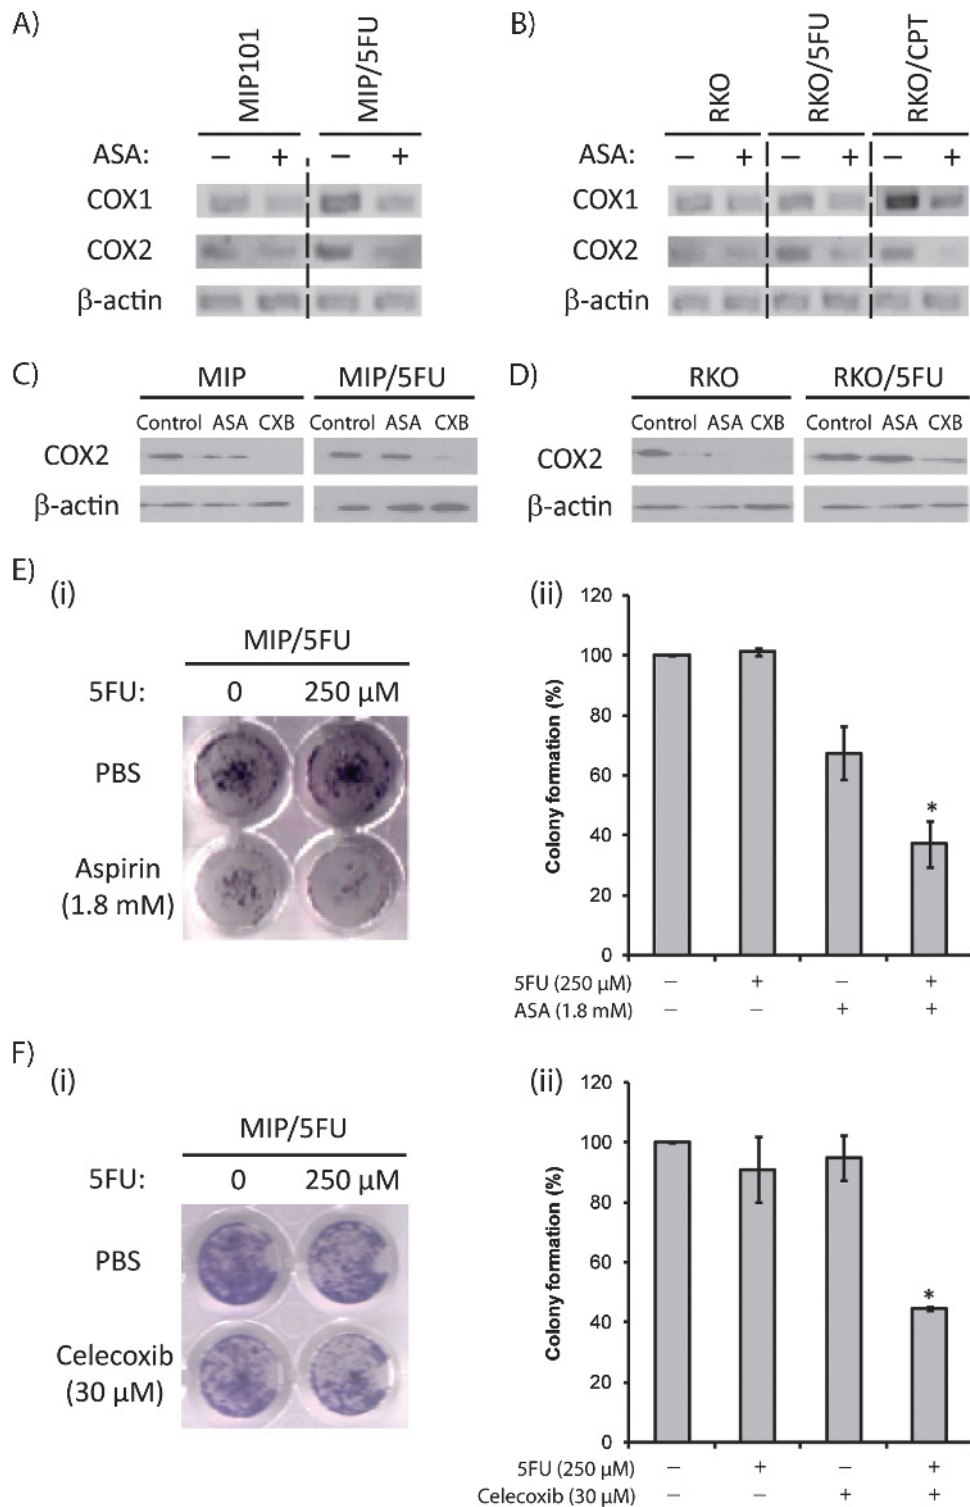 A)
MIP101
MIP/5FU
ASA: – + – +
COX1
COX2
β-actin
B)
RKO
RKO/5FU
RKO/CPT
ASA: – + – + – +
COX1
COX2
β-actin
C)
MIP MIP/5FU
Control ASA CXB Control ASA CXB
COX2
β-actin
D)
RKO RKO/5FU
Control ASA CXB Control ASA CXB
COX2
β-actin
E)
(i)
MIP/5FU
5FU: 0 250 μM
PBS
Aspirin
(1.8 mM)
(ii)
Colony formation (%)
120
100
80
60
40
20
0
*
5FU (250 μM) – + – +
ASA (1.8 mM) – – + +
F)
(i)
MIP/5FU
5FU: 0 250 μM
PBS
Celecoxib
(30 μM)
(ii)
Colony formation (%)
120
100
80
60
40
20
0
*
5FU (250 μM) – + – +
Celecoxib (30 μM) – – + +